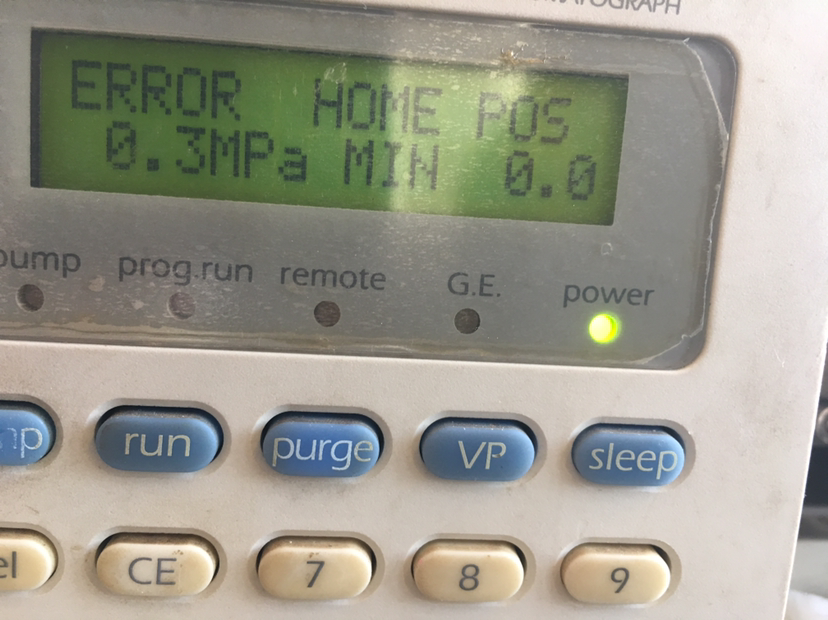 ERROR HOME POS
0.3MPa MIN 0.0
pump prog.run remote G.E. power
run purge VP sleep
CE 7 8 9